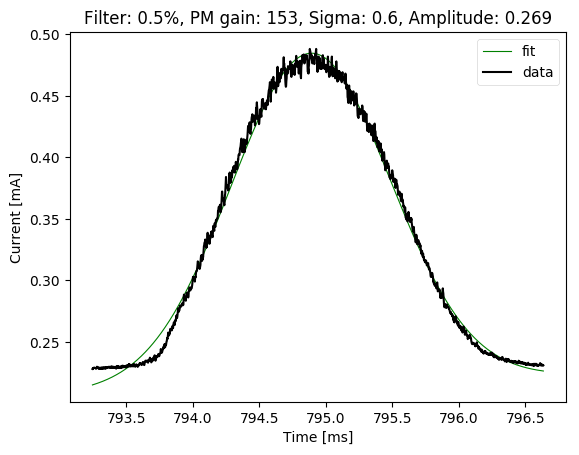 Filter: 0.5%, PM gain: 153, Sigma: 0.6, Amplitude: 0.269
fit
data
Current [mA]
0.50
0.45
0.40
0.35
0.30
0.25
793.5 794.0 794.5 795.0 795.5 796.0 796.5
Time [ms]